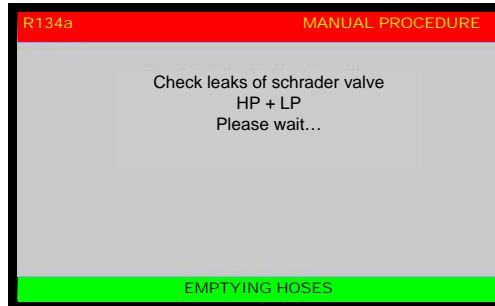 R134a MANUAL PROCEDURE
Check leaks of schrader valve
HP + LP
Please wait…
EMPTYING HOSES